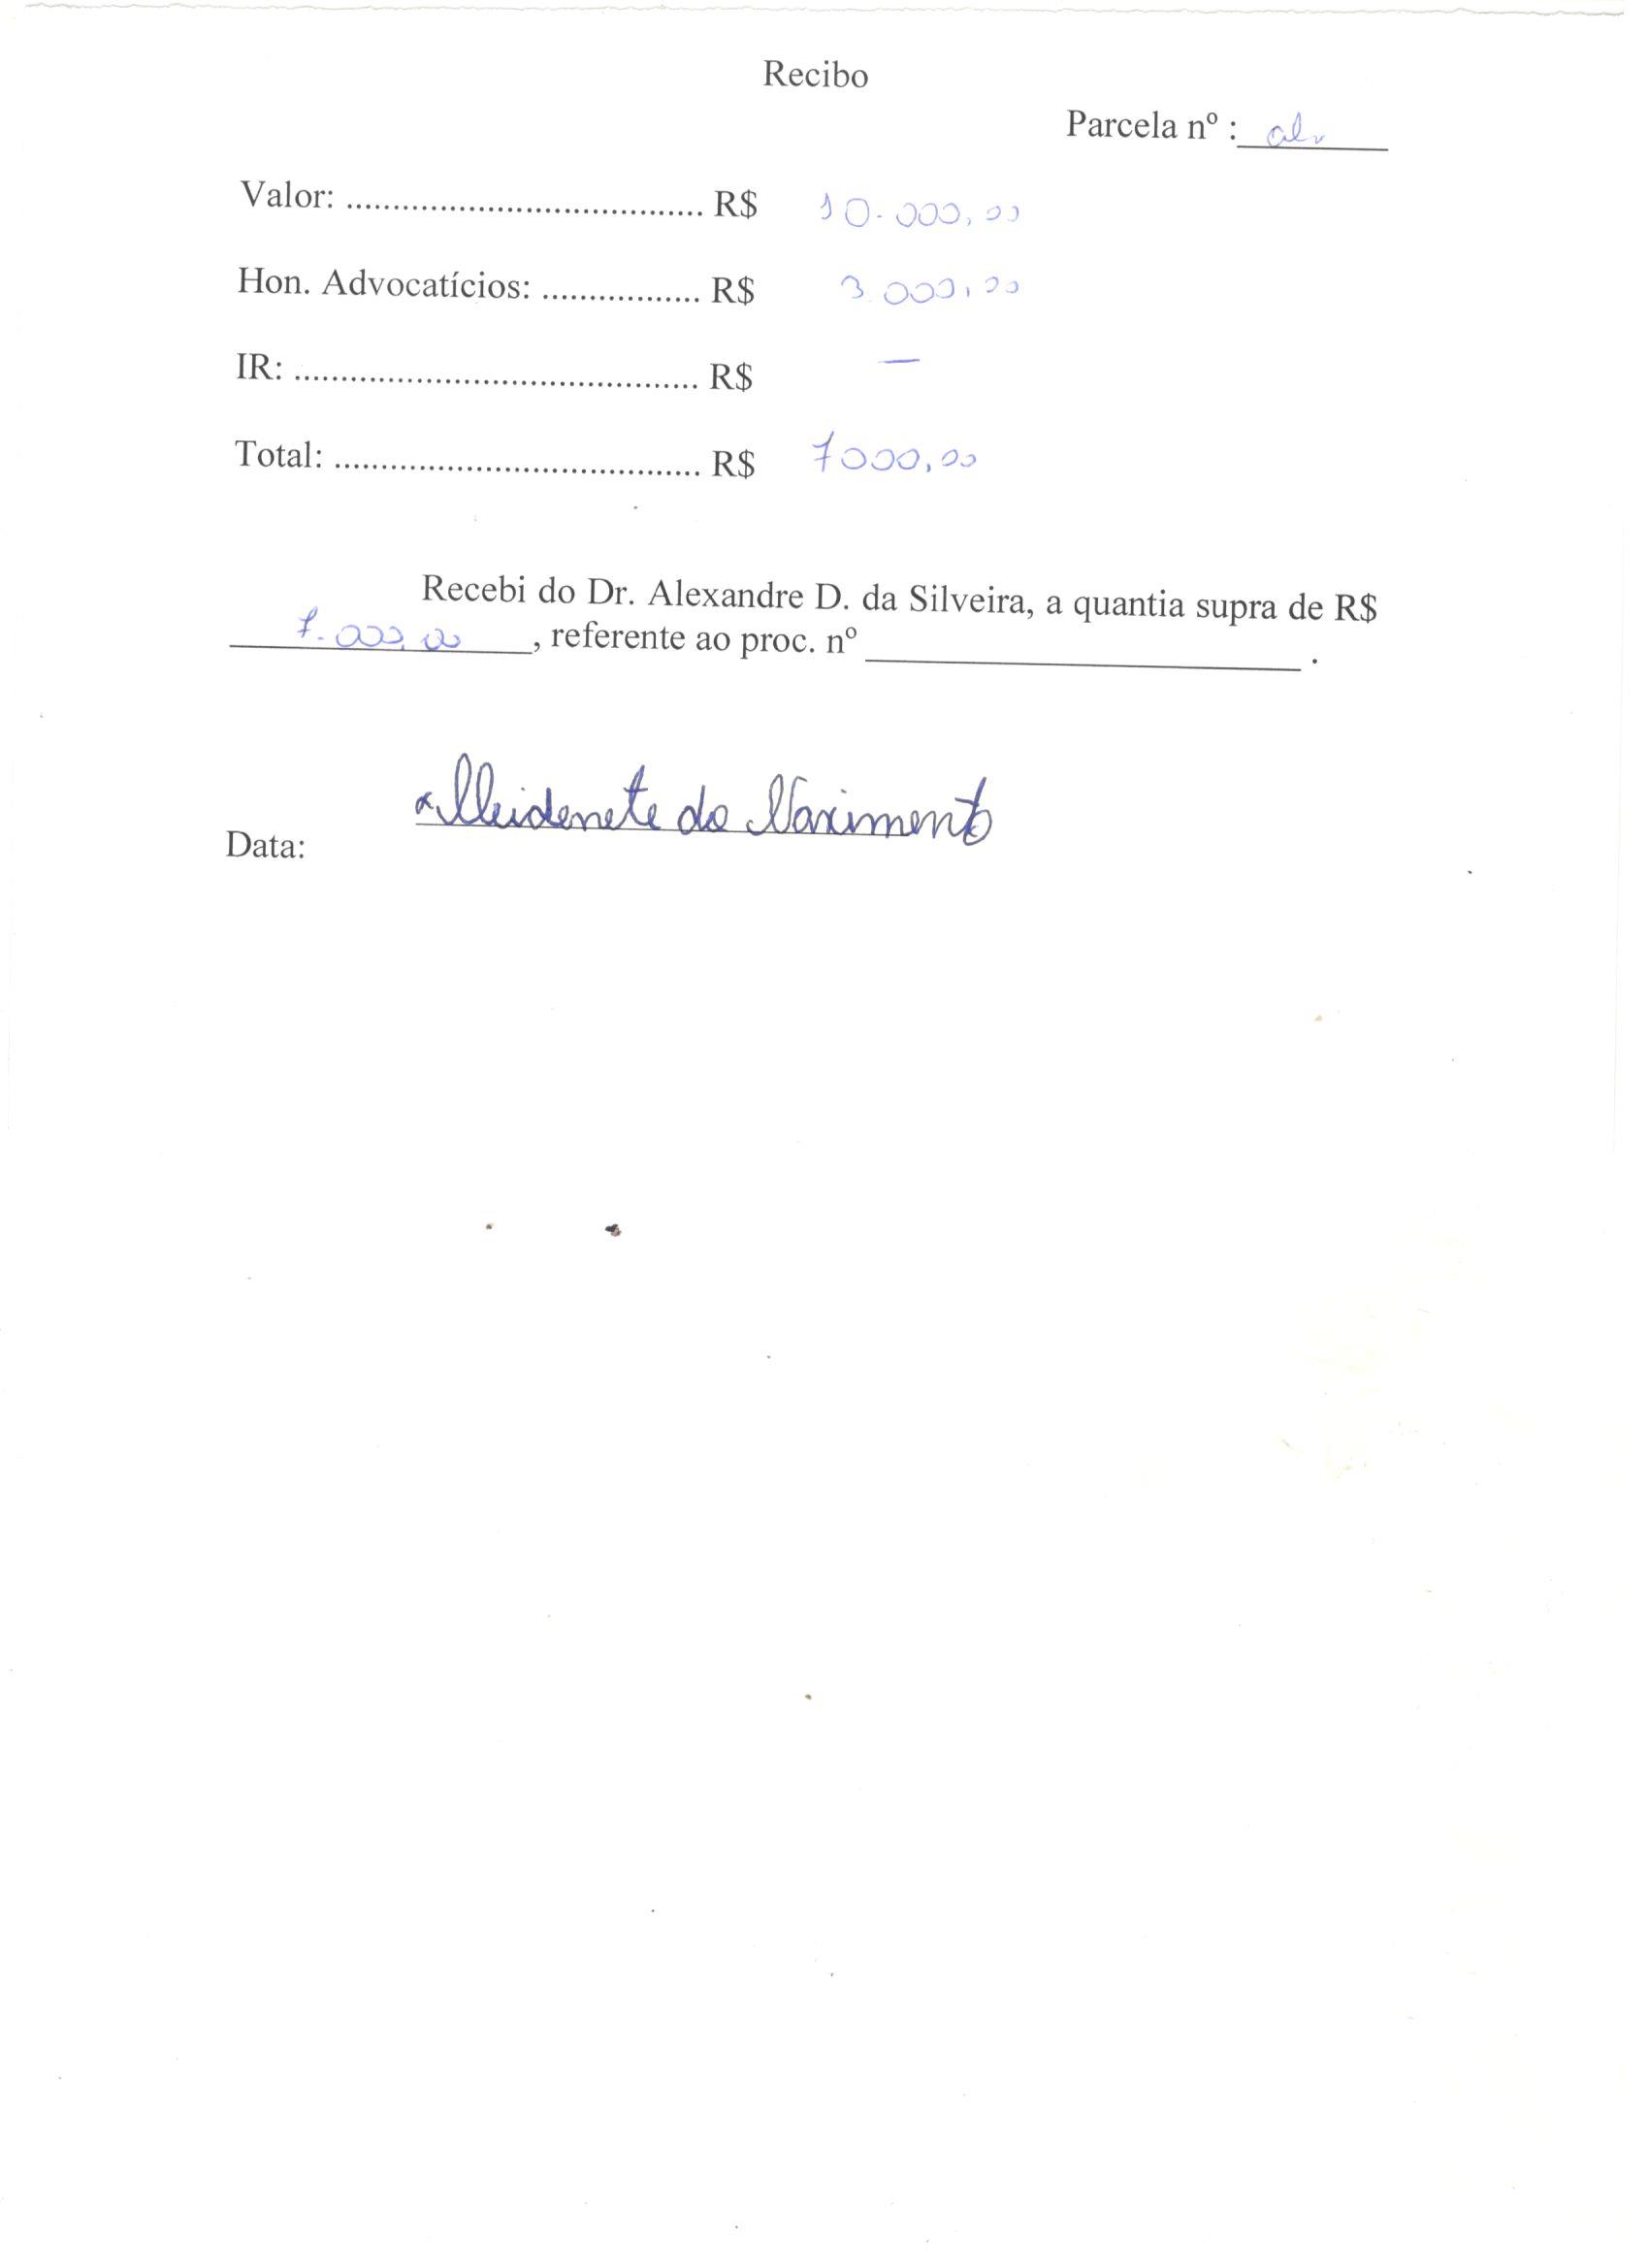 Recibo
Parcela nº : alv
Valor: ...................................... R$ 10.000,00
Hon. Advocatícios: ................. R$ 3.000,00
IR: ........................................... R$ —
Total: ....................................... R$ 7000,00
Recebi do Dr. Alexandre D. da Silveira, a quantia supra de R$
7.000,00, referente ao proc. nº ______________________ .
do Nascimento
Data: